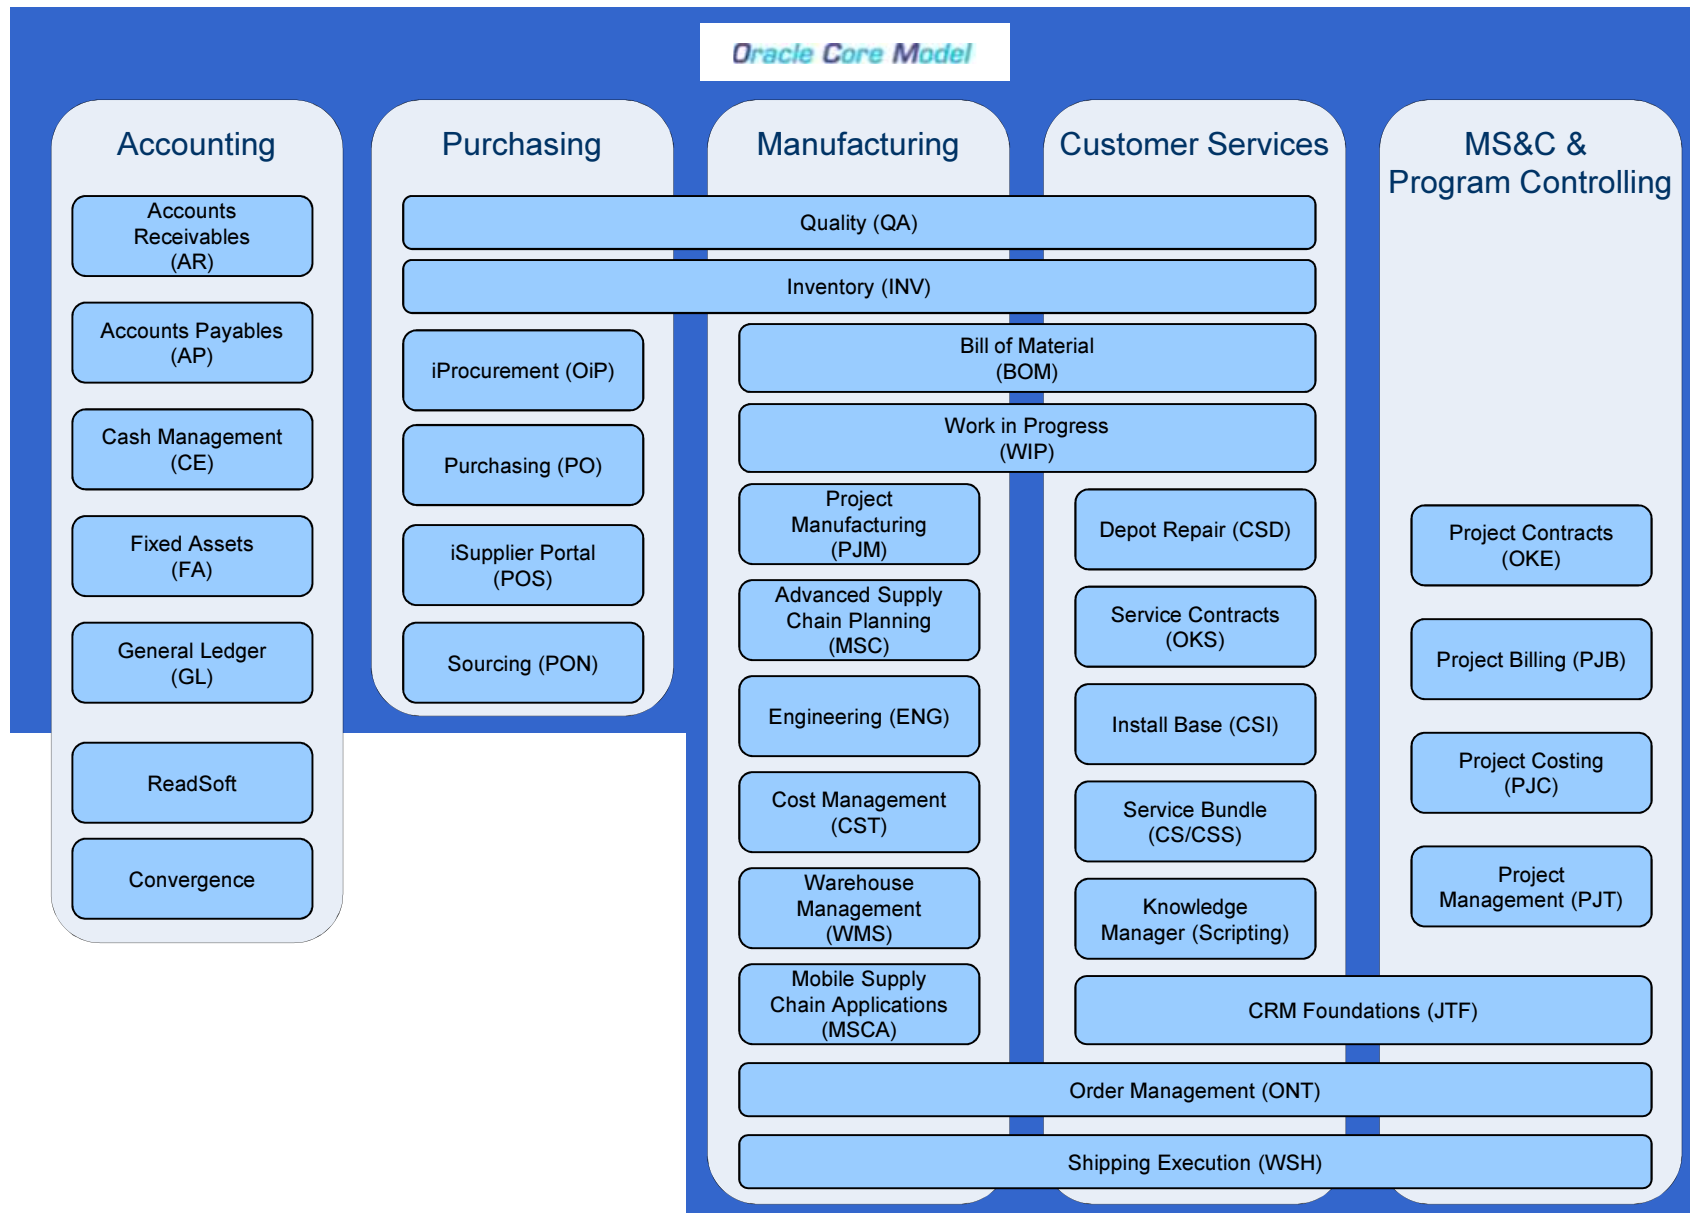 Oracle Core Model
Accounting
Accounts
Receivables
(AR)
Accounts Payables
(AP)
Cash Management
(CE)
Fixed Assets
(FA)
General Ledger
(GL)
ReadSoft
Convergence
Purchasing
Manufacturing
Customer Services
MS&C &
Program Controlling
Quality (QA)
Inventory (INV)
iProcurement (OiP)
Purchasing (PO)
iSupplier Portal
(POS)
Sourcing (PON)
Bill of Material
(BOM)
Work in Progress
(WIP)
Project
Manufacturing
(PJM)
Advanced Supply
Chain Planning
(MSC)
Engineering (ENG)
Cost Management
(CST)
Warehouse
Management
(WMS)
Mobile Supply
Chain Applications
(MSCA)
Depot Repair (CSD)
Service Contracts
(OKS)
Install Base (CSI)
Service Bundle
(CS/CSS)
Knowledge
Manager (Scripting)
Project Contracts
(OKE)
Project Billing (PJB)
Project Costing
(PJC)
Project
Management (PJT)
CRM Foundations (JTF)
Order Management (ONT)
Shipping Execution (WSH)